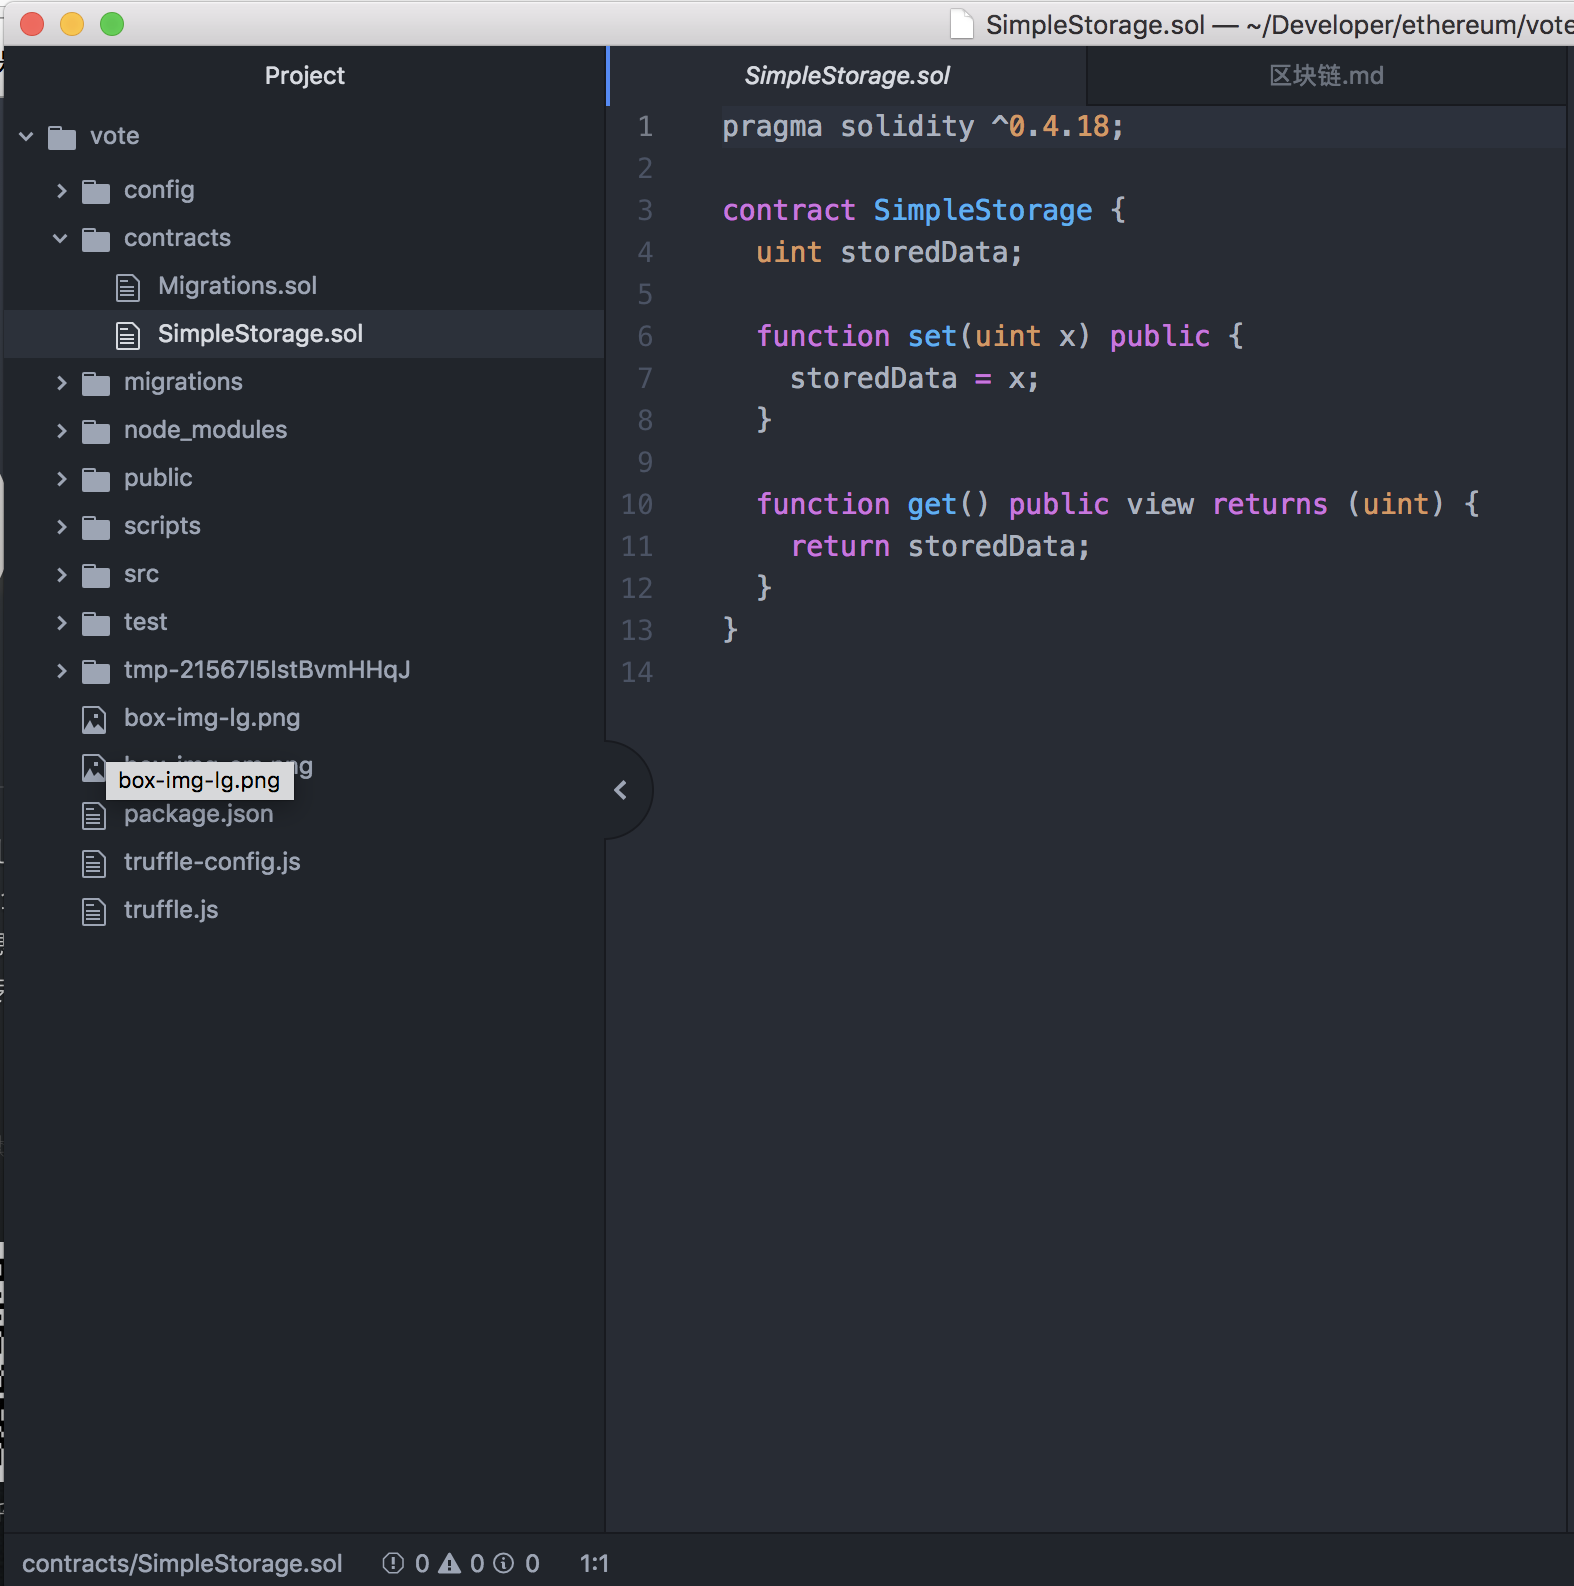 SimpleStorage.sol — ~/Developer/ethereum/vote
Project
vote
config
contracts
Migrations.sol
SimpleStorage.sol
migrations
node_modules
public
scripts
src
test
box-img-lg.png
box-img-lg.png
package.json
truffle-config.js
truffle.js
SimpleStorage.sol
区块链.md
1 pragma solidity ^0.4.18;
2
3 contract SimpleStorage {
4 uint storedData;
5
6 function set(uint x) public {
7 storedData = x;
8 }
9
10 function get() public view returns (uint) {
11 return storedData;
12 }
13 }
14
contracts/SimpleStorage.sol 0 0 0 1:1